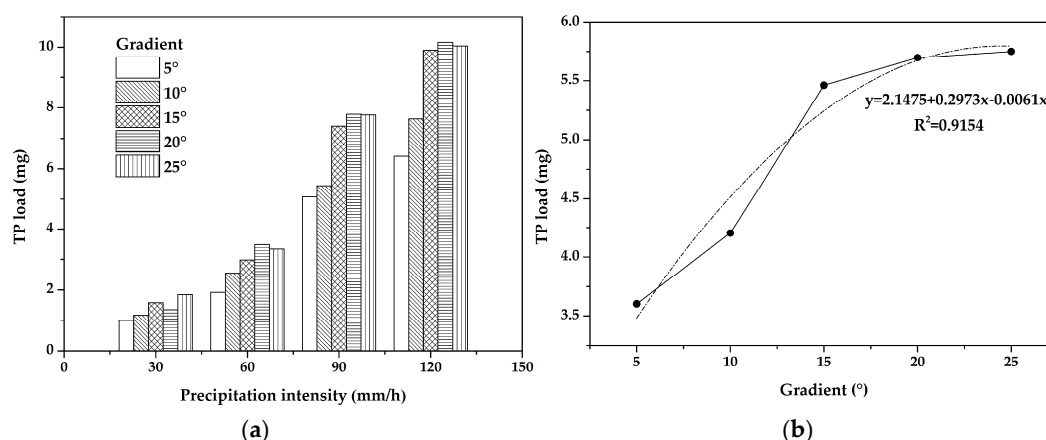 Gradient
5°
10°
15°
20°
25°
TP load (mg)
10
8
6
4
2
0
0 30 60 90 120 150
Precipitation intensity (mm/h)
(a)
TP load (mg)
6.0
5.5
5.0
4.5
4.0
3.5
y=2.1475+0.2973x-0.0061x
R²=0.9154
5 10 15 20 25
Gradient (°)
(b)